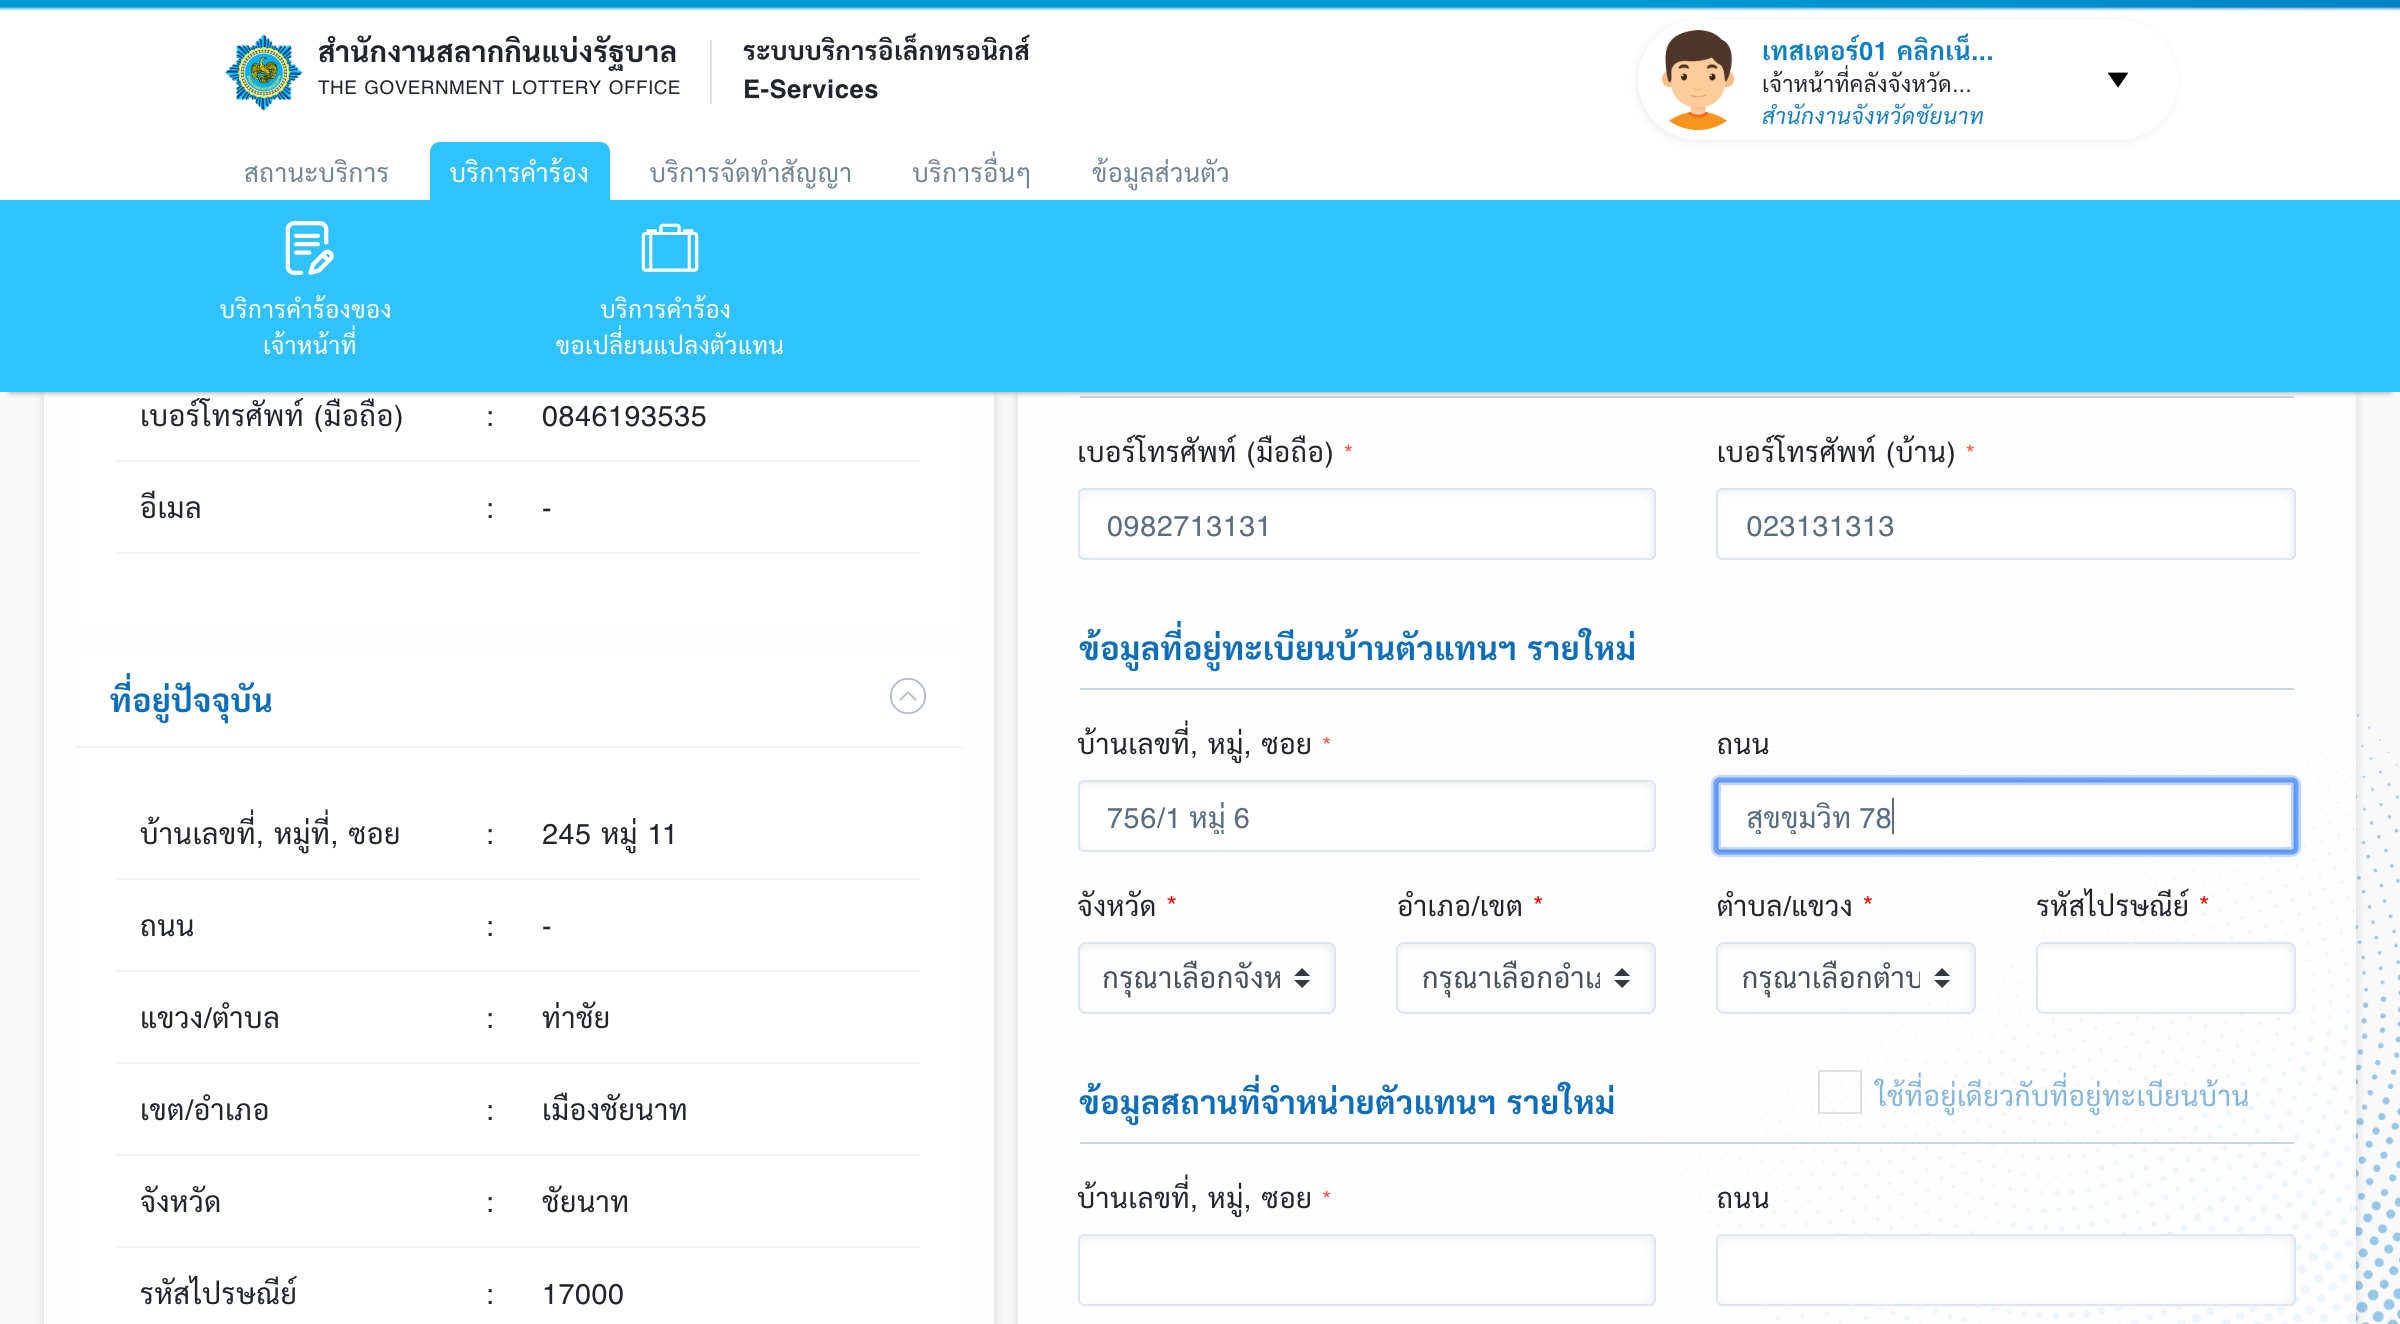 สำนักงานสลากกินแบ่งรัฐบาล
THE GOVERNMENT LOTTERY OFFICE
ระบบบริการอิเล็กทรอนิกส์
E-Services
เทสเตอร์01 คลิกเน็...
เจ้าหน้าที่คลังจังหวัด...
สำนักงานจังหวัดชัยนาท
สถานะบริการ
บริการคำร้อง
บริการจัดทำสัญญา
บริการอื่นๆ
ข้อมูลส่วนตัว
บริการคำร้องของ
เจ้าหน้าที่
บริการคำร้อง
ขอเปลี่ยนแปลงตัวแทน
เบอร์โทรศัพท์ (มือถือ) : 0846193535
อีเมล : -
ที่อยู่ปัจจุบัน
บ้านเลขที่, หมู่ที่, ซอย : 245 หมู่ 11
ถนน : -
แขวง/ตำบล : ท่าชัย
เขต/อำเภอ : เมืองชัยนาท
จังหวัด : ชัยนาท
รหัสไปรษณีย์ : 17000
เบอร์โทรศัพท์ (มือถือ) *
เบอร์โทรศัพท์ (บ้าน) *
0982713131
023131313
ข้อมูลที่อยู่ทะเบียนบ้านตัวแทนฯ รายใหม่
บ้านเลขที่, หมู่, ซอย *
ถนน
756/1 หมู่ 6
สุขขุมวิท 78
จังหวัด *
อำเภอ/เขต *
ตำบล/แขวง *
รหัสไปรษณีย์ *
กรุณาเลือกจังห
กรุณาเลือกอำเ
กรุณาเลือกตำบ
ข้อมูลสถานที่จำหน่ายตัวแทนฯ รายใหม่
ใช้ที่อยู่เดียวกับที่อยู่ทะเบียนบ้าน
บ้านเลขที่, หมู่, ซอย *
ถนน